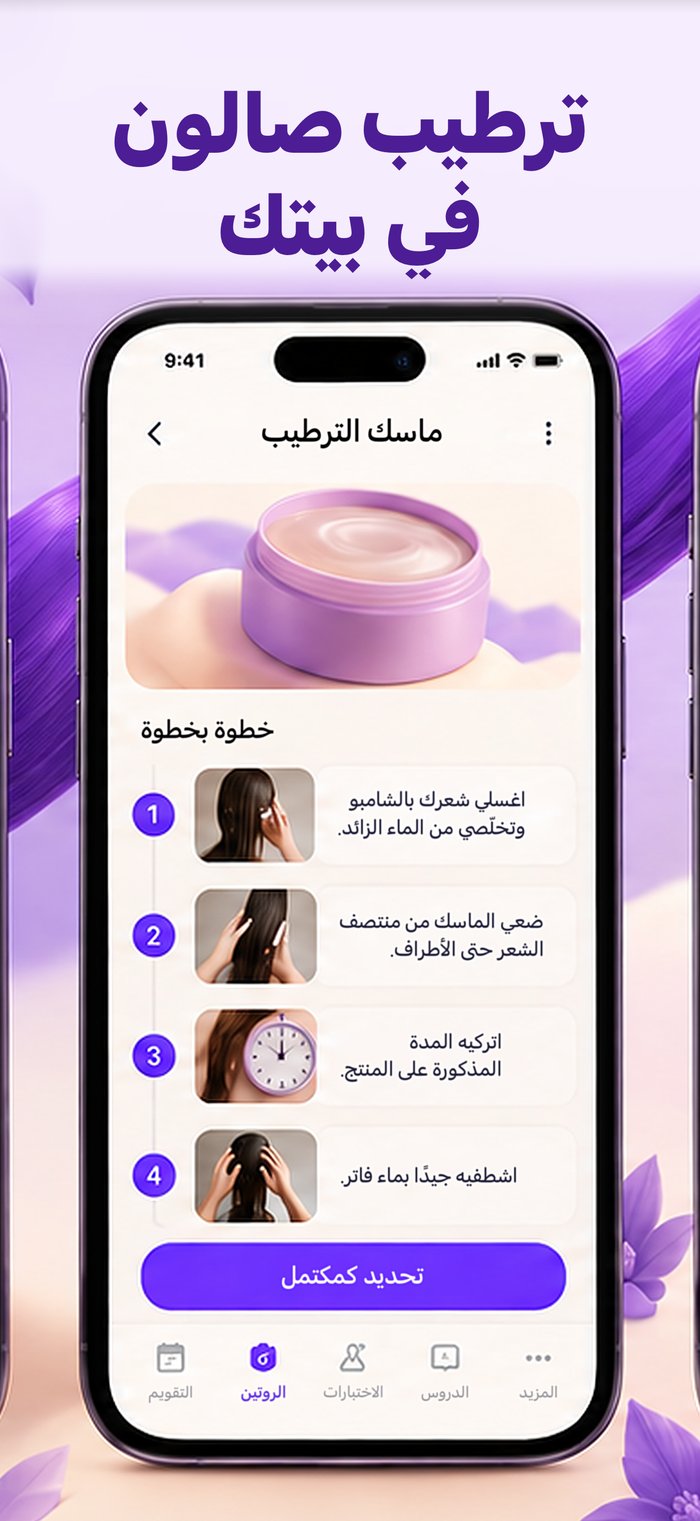 ترطيب صالون
في بيتك
9:41
ماسك الترطيب
خطوة بخطوة
1
اغسلي شعرك بالشامبو
وتخلّصي من الماء الزائد.
2
ضعي الماسك من منتصف
الشعر حتى الأطراف.
3
اتركيه المدة
المذكورة على المنتج.
4
اشطفيه جيدًا بماء فاتر.
تحديد كمكتمل
التقويم
الروتين
الاختبارات
الدروس
المزيد